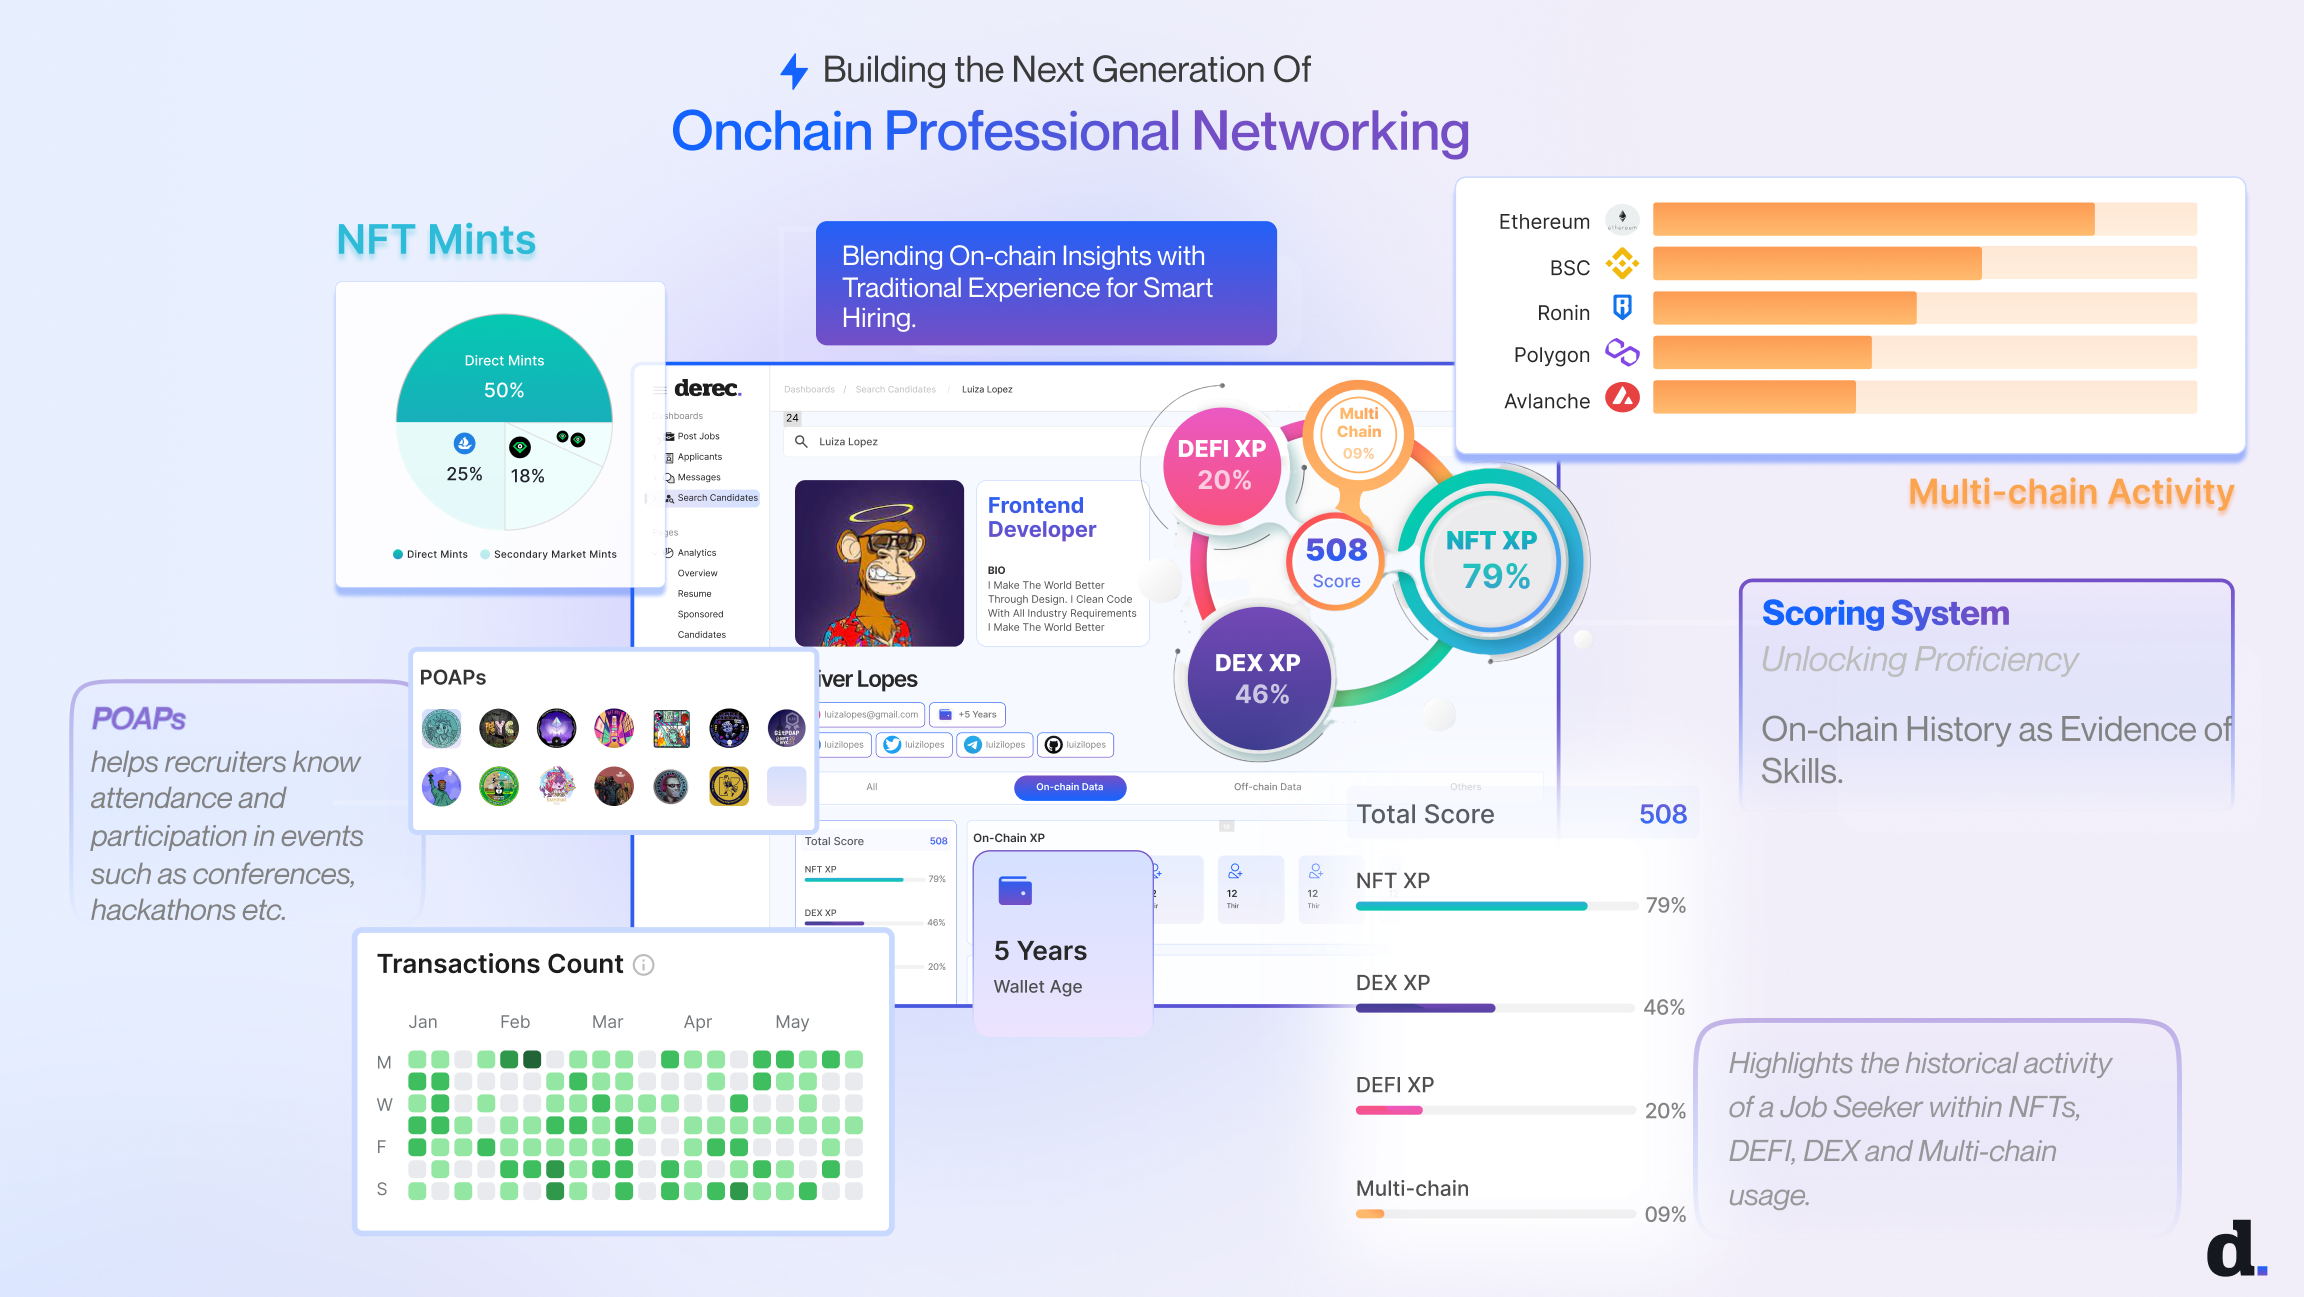 Building the Next Generation Of
Onchain Professional Networking
NFT Mints
Direct Mints
50%
25%
18%
Direct Mints
Secondary Market Mints
Blending On-chain Insights with
Traditional Experience for Smart
Hiring.
Ethereum
ethereum
BSC
Ronin
Polygon
Avlanche
Multi-chain Activity
derec.
shboards
Post Jobs
Applicants
Messages
Search Candidates
ges
Analytics
Overview
Resume
Sponsored
Candidates
Dashboards / Search Candidates / Luiza Lopez
24
Luiza Lopez
Frontend
Developer
BIO
I Make The World Better
Through Design. I Clean Code
With All Industry Requirements
I Make The World Better
DEFI XP
20%
Multi
Chain
09%
508
Score
NFT XP
79%
DEX XP
46%
iver Lopes
luizalopes@gmail.com
+5 Years
luizilopes
luizilopes
luizilopes
luizilopes
All
On-chain Data
Off-chain Data
Others
Total Score
508
NFT XP
79%
DEX XP
46%
20%
On-Chain XP
12
Thir
12
Thir
5 Years
Wallet Age
POAPs
NYC
POAPs
helps recruiters know
attendance and
participation in events
such as conferences,
hackathons etc.
Transactions Count
Jan
Feb
Mar
Apr
May
M
W
F
S
Scoring System
Unlocking Proficiency
On-chain History as Evidence of
Skills.
Total Score
508
NFT XP
79%
DEX XP
46%
DEFI XP
20%
Multi-chain
09%
Highlights the historical activity
of a Job Seeker within NFTs,
DEFI, DEX and Multi-chain
usage.
d.